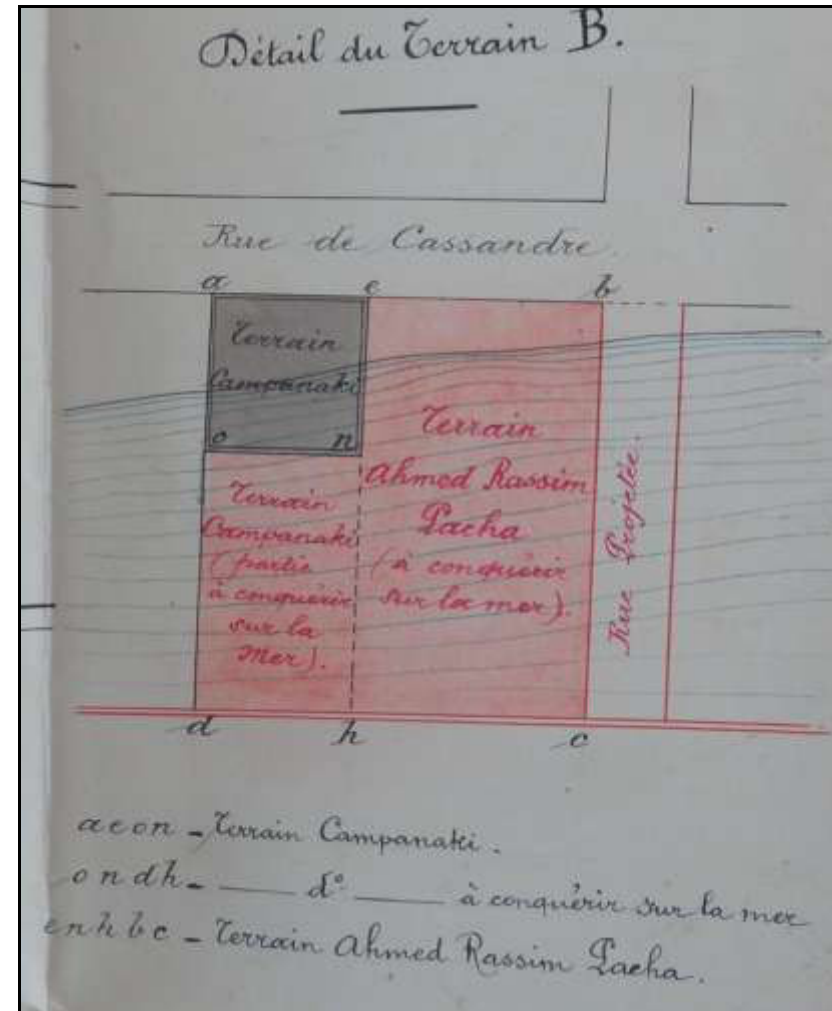 Détail du Terrain B.
Rue de Cassandre.
a
e
b
Terrain
Campanaki
o
n
Terrain
Campanaki
(partie
à conquérir
sur la
mer).
Terrain
Ahmed Rassim
Pacha
(à conquérir
sur la mer).
Rue Projetée.
d
h
c
aeon - Terrain Campanaki.
ondh - d° à conquérir sur la mer
enhbc - Terrain Ahmed Rassim Pacha.